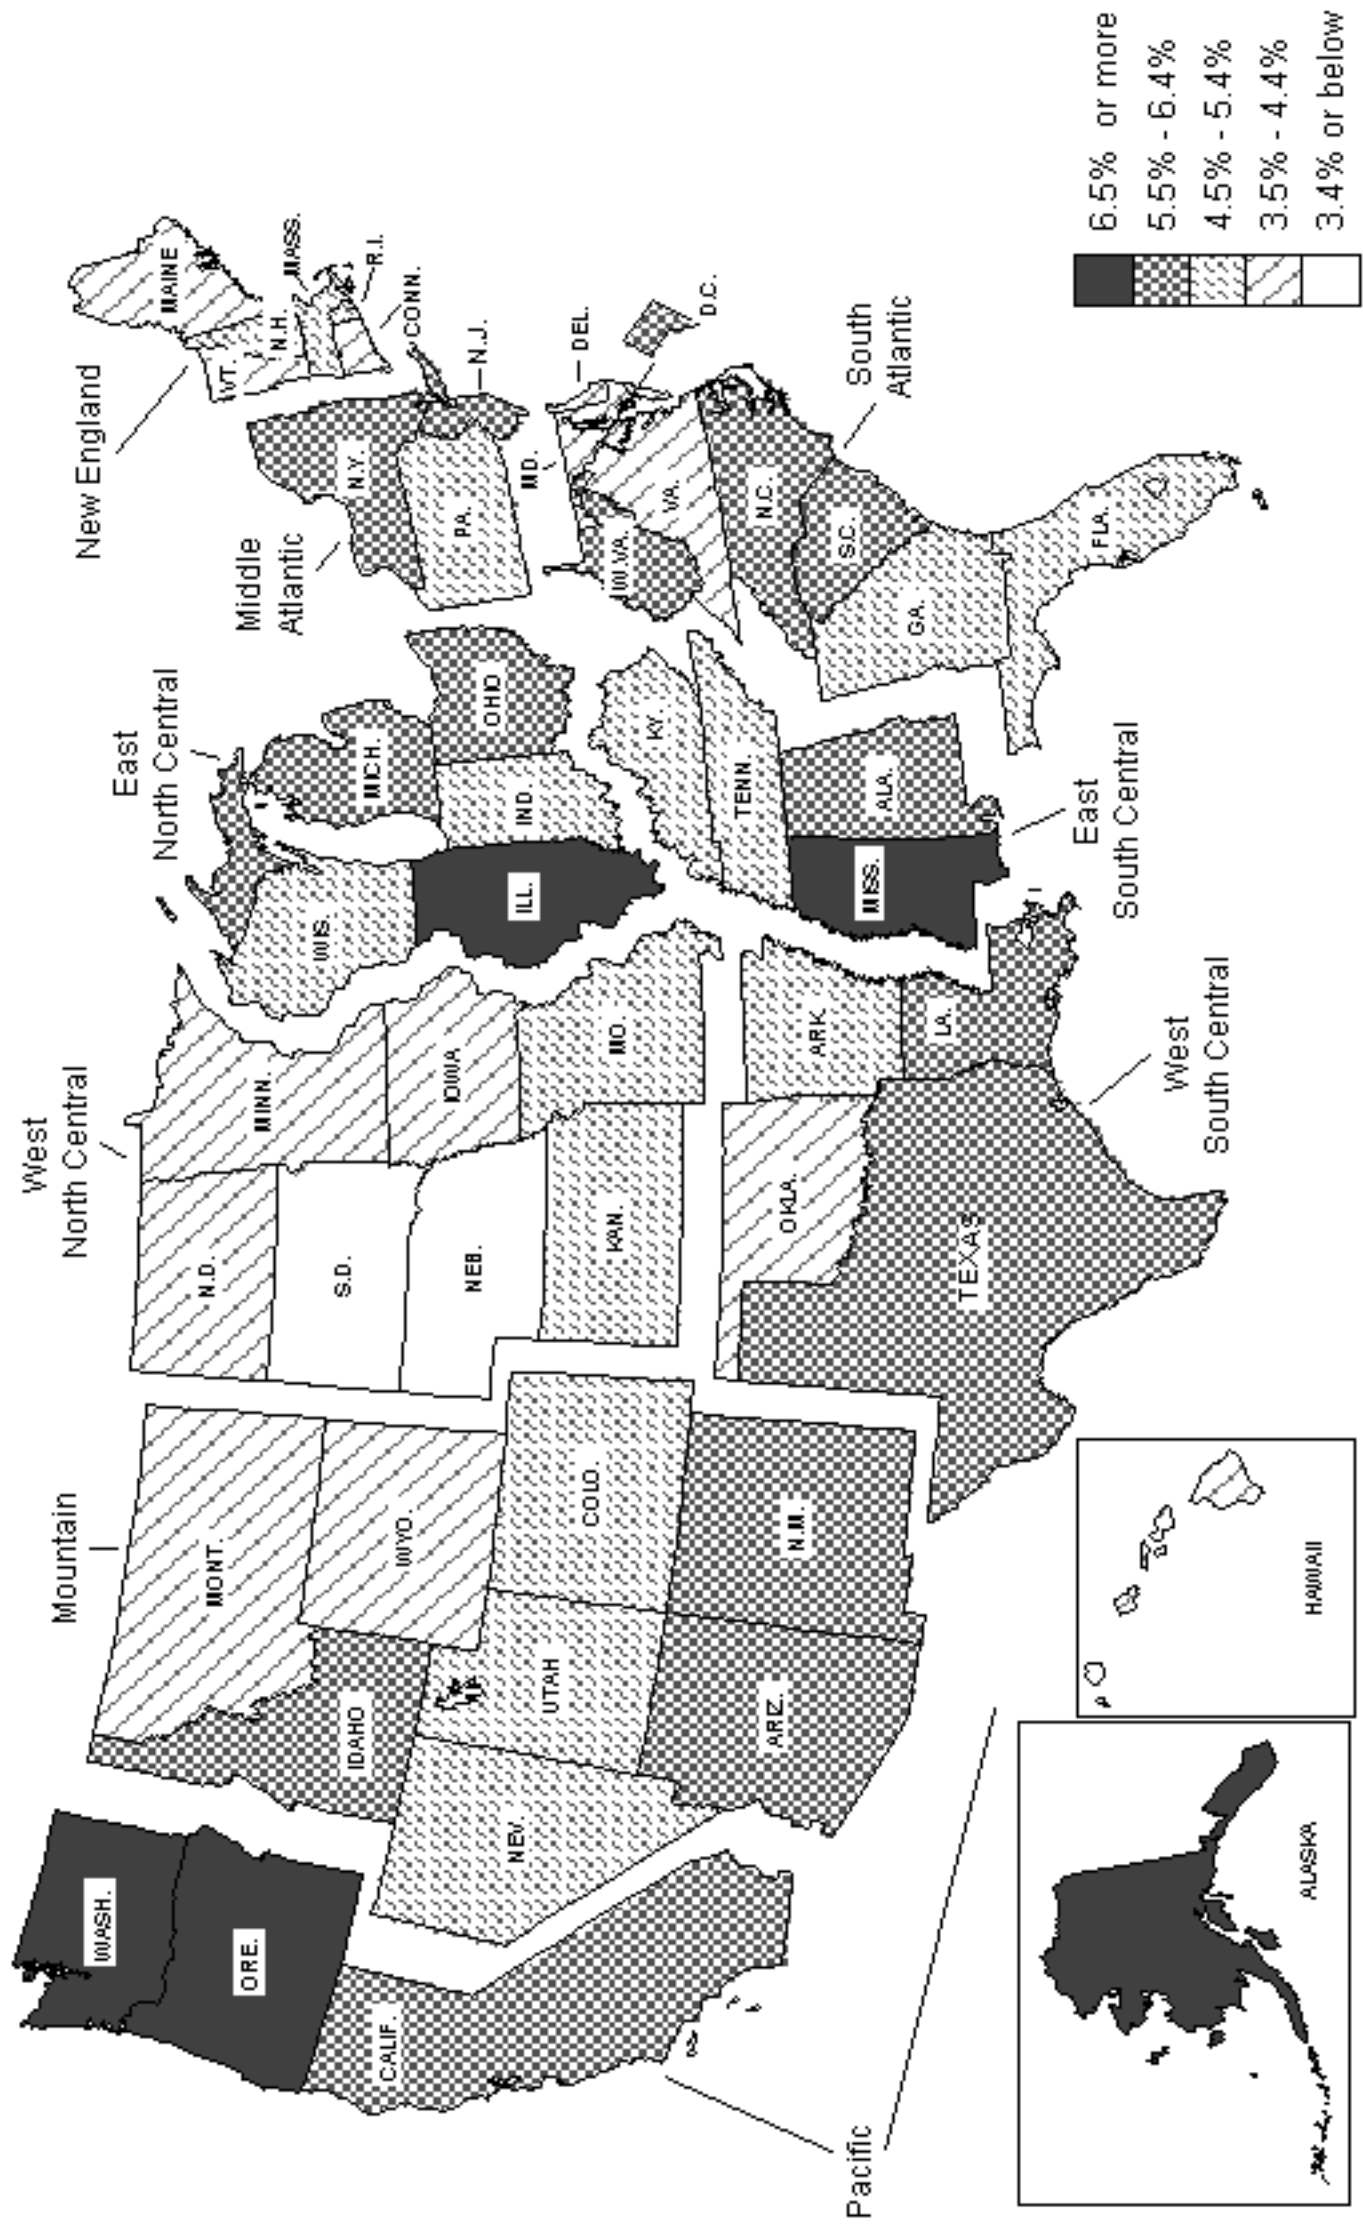 New England
Middle
Atlantic
East
North Central
West
North Central
Mountain
Pacific
South
Atlantic
East
South Central
West
South Central
WASH.
MONT.
N.D.
MINN.
WIS.
MICH.
N.Y.
VT.
N.H.
MAINE
MASS.
R.I.
CONN.
N.J.
ORE.
IDAHO
WYO.
S.D.
IOWA
ILL.
IND.
OHIO
PA.
MD.
DEL.
D.C.
CALIF.
NEV.
UTAH
COLO.
NEB.
KAN.
MO.
KY.
W.VA.
VA.
ARIZ.
N.M.
OKLA.
ARK.
TENN.
N.C.
TEXAS
LA.
MISS.
ALA.
GA.
S.C.
FLA.
ALASKA
HAWAII
6.5% or more
5.5% - 6.4%
4.5% - 5.4%
3.5% - 4.4%
3.4% or below